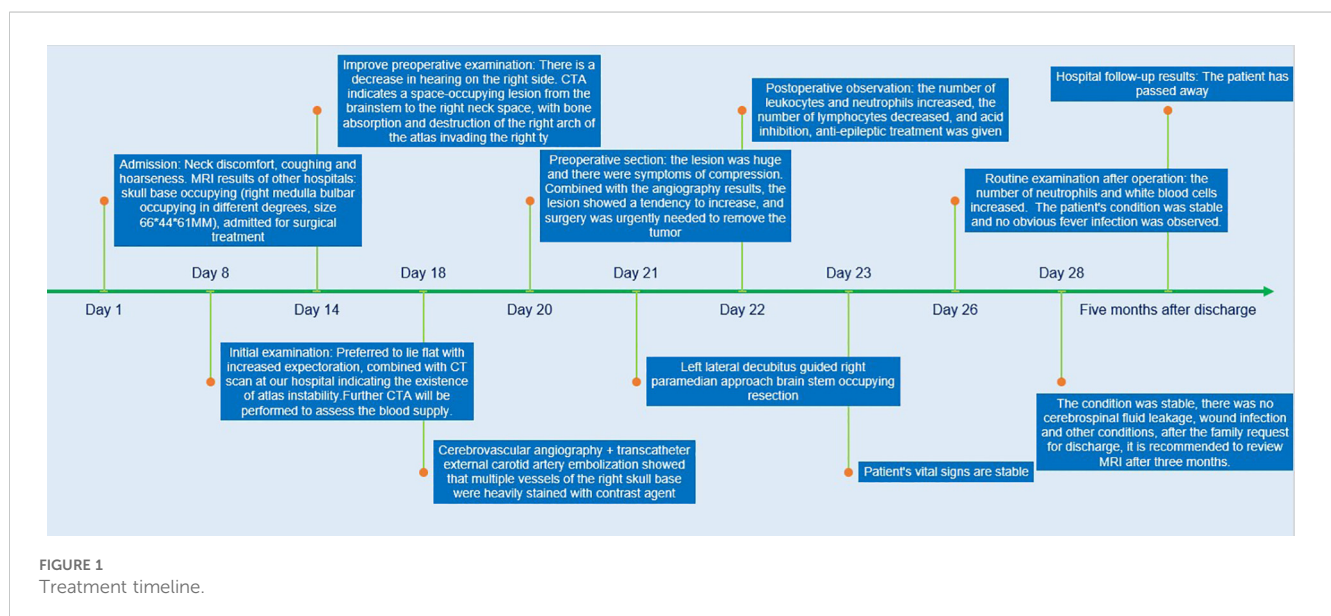 Improve preoperative examination: There is a
decrease in hearing on the right side. CTA
indicates a space-occupying lesion from the
brainstem to the right neck space, with bone
absorption and destruction of the right arch of
the atlas invading the right ty
Postoperative observation: the number of
leukocytes and neutrophils increased, the
number of lymphocytes decreased, and acid
inhibition, anti-epileptic treatment was given
Hospital follow-up results: The patient has
passed away
Admission: Neck discomfort, coughing and
hoarseness. MRI results of other hospitals:
skull base occupying (right medulla bulbar
occupying in different degrees, size
66*44*61MM), admitted for surgical
treatment
Preoperative section: the lesion was huge
and there were symptoms of compression.
Combined with the angiography results, the
lesion showed a tendency to increase, and
surgery was urgently needed to remove the
tumor
Routine examination after operation: the
number of neutrophils and white blood cells
increased. The patient's condition was stable
and no obvious fever infection was observed.
Day 8
Day 18
Day 21
Day 23
Day 28
Day 1
Day 14
Day 20
Day 22
Day 26
Five months after discharge
Initial examination: Preferred to lie flat with
increased expectoration, combined with CT
scan at our hospital indicating the existence
of atlas instability.Further CTA will be
performed to assess the blood supply.
Left lateral decubitus guided right
paramedian approach brain stem occupying
resection
The condition was stable, there was no
cerebrospinal fluid leakage, wound infection
and other conditions, after the family request
for discharge, it is recommended to review
MRI after three months.
Cerebrovascular angiography + transcatheter
external carotid artery embolization showed
that multiple vessels of the right skull base
were heavily stained with contrast agent
Patient's vital signs are stable
FIGURE 1
Treatment timeline.